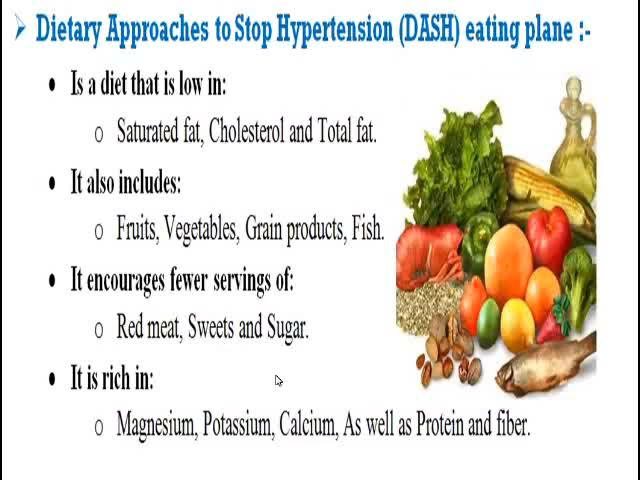 ➢ Dietary Approaches to Stop Hypertension (DASH) eating plane :-
• Is a diet that is low in:
o Saturated fat, Cholesterol and Total fat.
• It also includes:
o Fruits, Vegetables, Grain products, Fish.
• It encourages fewer servings of:
o Red meat, Sweets and Sugar.
• It is rich in:
o Magnesium, Potassium, Calcium, As well as Protein and fiber.